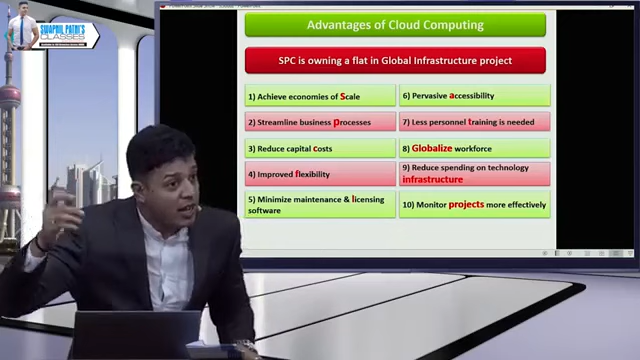 SWAPNIL PATNI'S
CLASSES
Advantages of Cloud Computing
SPC is owning a flat in Global Infrastructure project
1) Achieve economies of Scale
2) Streamline business processes
3) Reduce capital costs
4) Improved flexibility
5) Minimize maintenance & licensing
software
6) Pervasive accessibility
7) Less personnel training is needed
8) Globalize workforce
9) Reduce spending on technology
infrastructure
10) Monitor projects more effectively